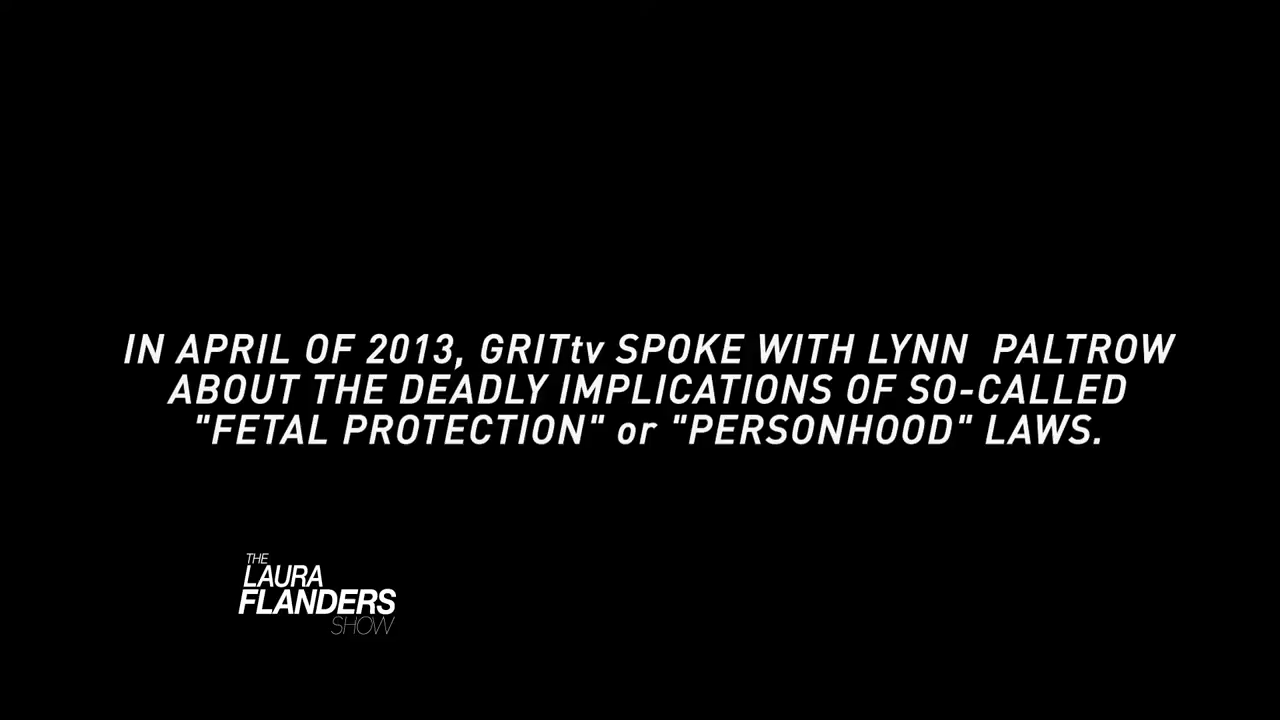 IN APRIL OF 2013, GRITtv SPOKE WITH LYNN  PALTROW
ABOUT THE DEADLY IMPLICATIONS OF SO-CALLED
"FETAL PROTECTION" or "PERSONHOOD" LAWS.
THE
LAURA
FLANDERS
SHOW